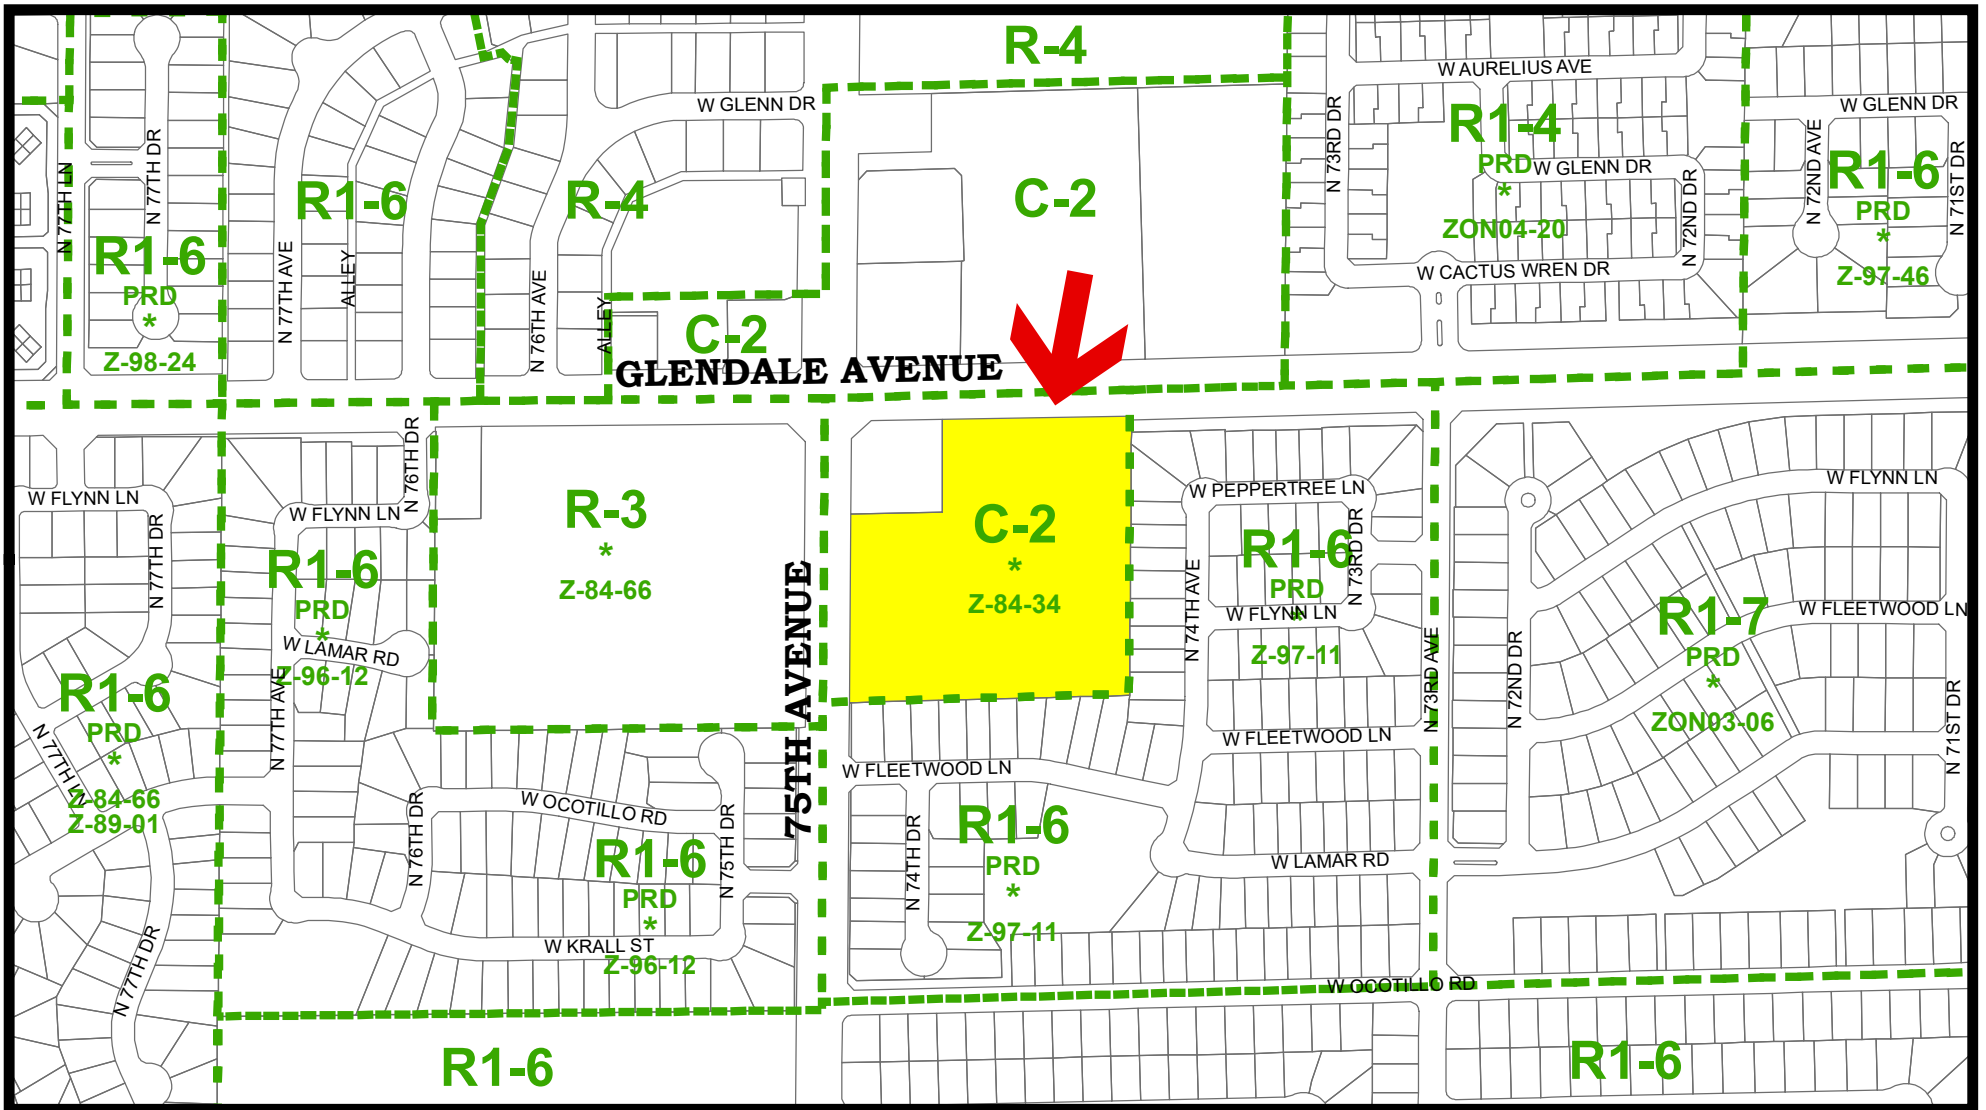 R-4
W AURELIUS AVE
W GLENN DR
W GLENN DR
N 73RD DR
R1-4
PRD
*
ZON04-20
W GLENN DR
N 72ND DR
N 72ND AVE
R1-6
PRD
*
Z-97-46
N 71ST DR
N 77TH LN
N 77TH DR
R1-6
PRD
*
Z-98-24
R1-6
N 77TH AVE
ALLEY
R-4
N 76TH AVE
ALLEY
C-2
C-2
W CACTUS WREN DR
GLENDALE AVENUE
W FLYNN LN
N 77TH DR
W FLYNN LN
N 76TH DR
R1-6
PRD
*
Z-96-12
W LAMAR RD
N 77TH AVE
R-3
*
Z-84-66
75TH AVENUE
C-2
*
Z-84-34
W PEPPERTREE LN
N 74TH AVE
R1-6
PRD
*
Z-97-11
N 73RD DR
W FLYNN LN
N 73RD AVE
W FLEETWOOD LN
N 72ND DR
W FLYNN LN
W FLEETWOOD LN
R1-7
PRD
*
ZON03-06
N 71ST DR
R1-6
PRD
*
Z-84-66
Z-89-01
N 77TH LN
N 77TH DR
W OCOTILLO RD
N 76TH DR
N 75TH DR
R1-6
PRD
*
Z-96-12
W KRALL ST
W FLEETWOOD LN
N 74TH DR
R1-6
PRD
*
Z-97-11
W LAMAR RD
W OCOTILLO RD
R1-6
R1-6